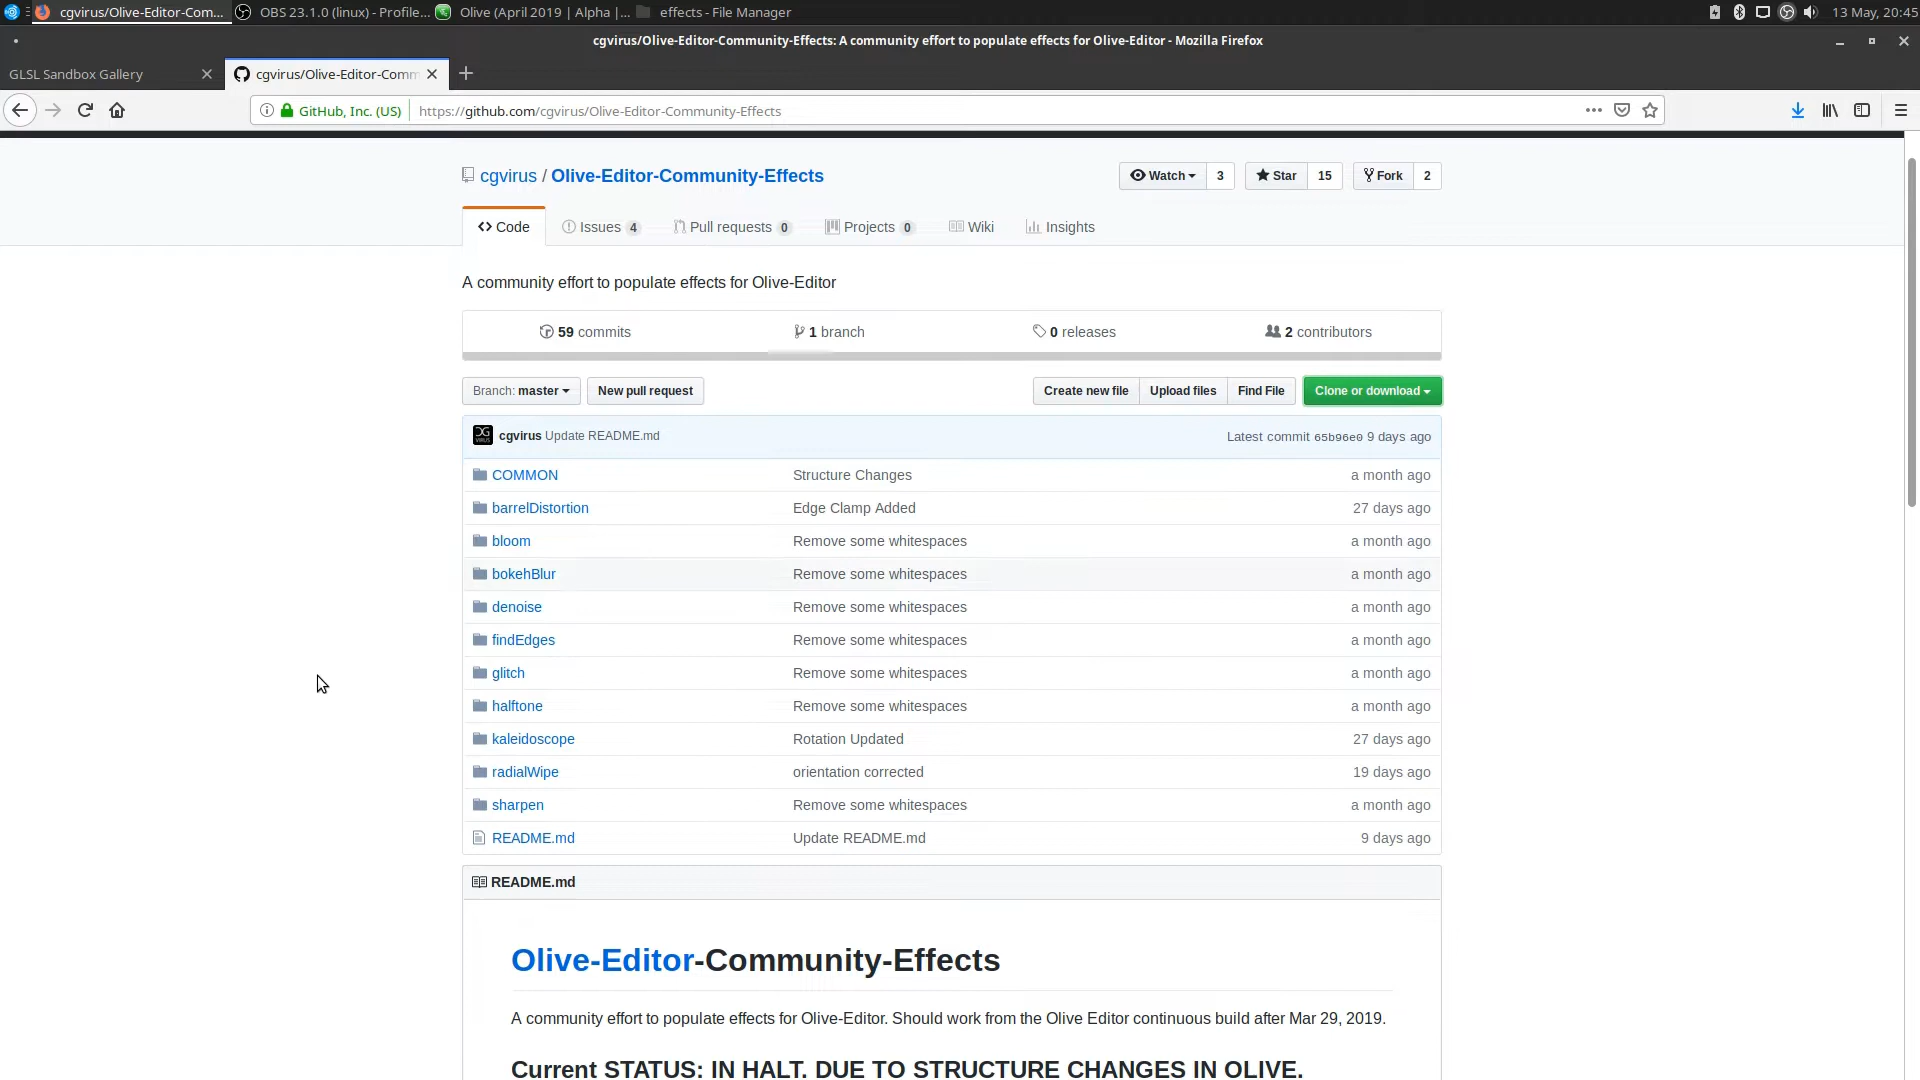 cgvirus/Olive-Editor-Com... OBS 23.1.0 (linux) - Profile... Olive (April 2019 | Alpha |... effects - File Manager 13 May, 20:45
cgvirus/Olive-Editor-Community-Effects: A community effort to populate effects for Olive-Editor - Mozilla Firefox
GLSL Sandbox Gallery cgvirus/Olive-Editor-Comm
GitHub, Inc. (US) https://github.com/cgvirus/Olive-Editor-Community-Effects
cgvirus / Olive-Editor-Community-Effects Watch 3 Star 15 Fork 2
Code Issues 4 Pull requests 0 Projects 0 Wiki Insights
A community effort to populate effects for Olive-Editor
59 commits 1 branch 0 releases 2 contributors
Branch: master New pull request Create new file Upload files Find File Clone or download
cgvirus Update README.md Latest commit 65b96e0 9 days ago
COMMON Structure Changes a month ago
barrelDistortion Edge Clamp Added 27 days ago
bloom Remove some whitespaces a month ago
bokehBlur Remove some whitespaces a month ago
denoise Remove some whitespaces a month ago
findEdges Remove some whitespaces a month ago
glitch Remove some whitespaces a month ago
halftone Remove some whitespaces a month ago
kaleidoscope Rotation Updated 27 days ago
radialWipe orientation corrected 19 days ago
sharpen Remove some whitespaces a month ago
README.md Update README.md 9 days ago
README.md
Olive-Editor-Community-Effects
A community effort to populate effects for Olive-Editor. Should work from the Olive Editor continuous build after Mar 29, 2019.
Current STATUS: IN HALT. DUE TO STRUCTURE CHANGES IN OLIVE.